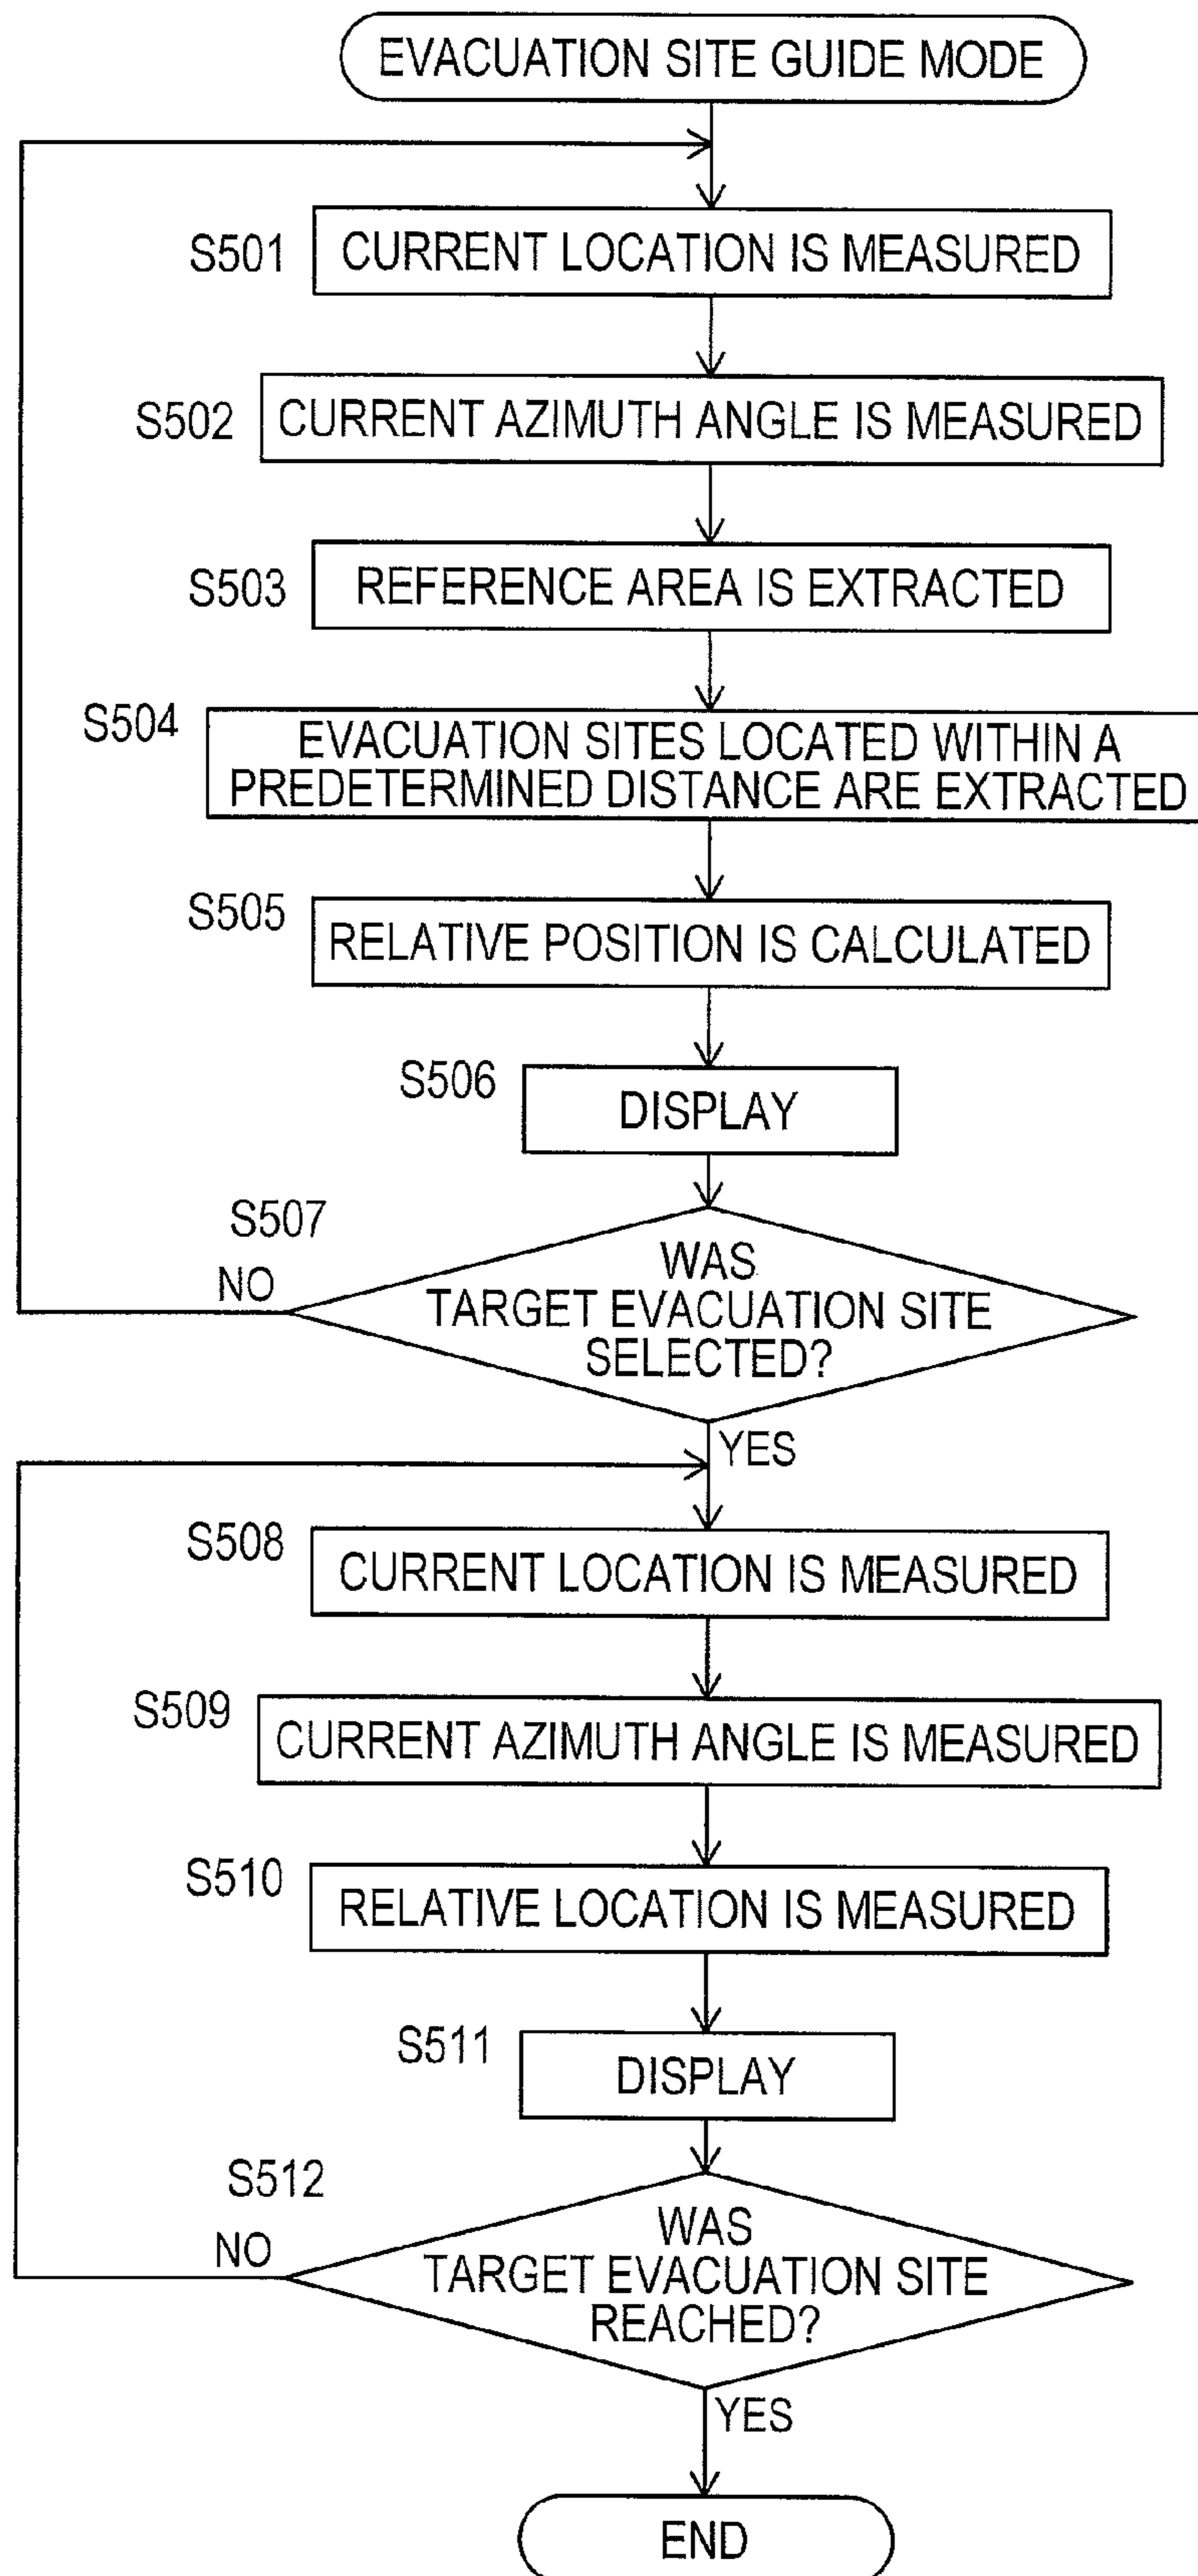 EVACUATION SITE GUIDE MODE
S501
CURRENT LOCATION IS MEASURED
S502
CURRENT AZIMUTH ANGLE IS MEASURED
S503
REFERENCE AREA IS EXTRACTED
S504
EVACUATION SITES LOCATED WITHIN A
PREDETERMINED DISTANCE ARE EXTRACTED
S505
RELATIVE POSITION IS CALCULATED
S506
DISPLAY
S507
NO
WAS
TARGET EVACUATION SITE
SELECTED?
YES
S508
CURRENT LOCATION IS MEASURED
S509
CURRENT AZIMUTH ANGLE IS MEASURED
S510
RELATIVE LOCATION IS MEASURED
S511
DISPLAY
S512
NO
WAS
TARGET EVACUATION SITE
REACHED?
YES
END